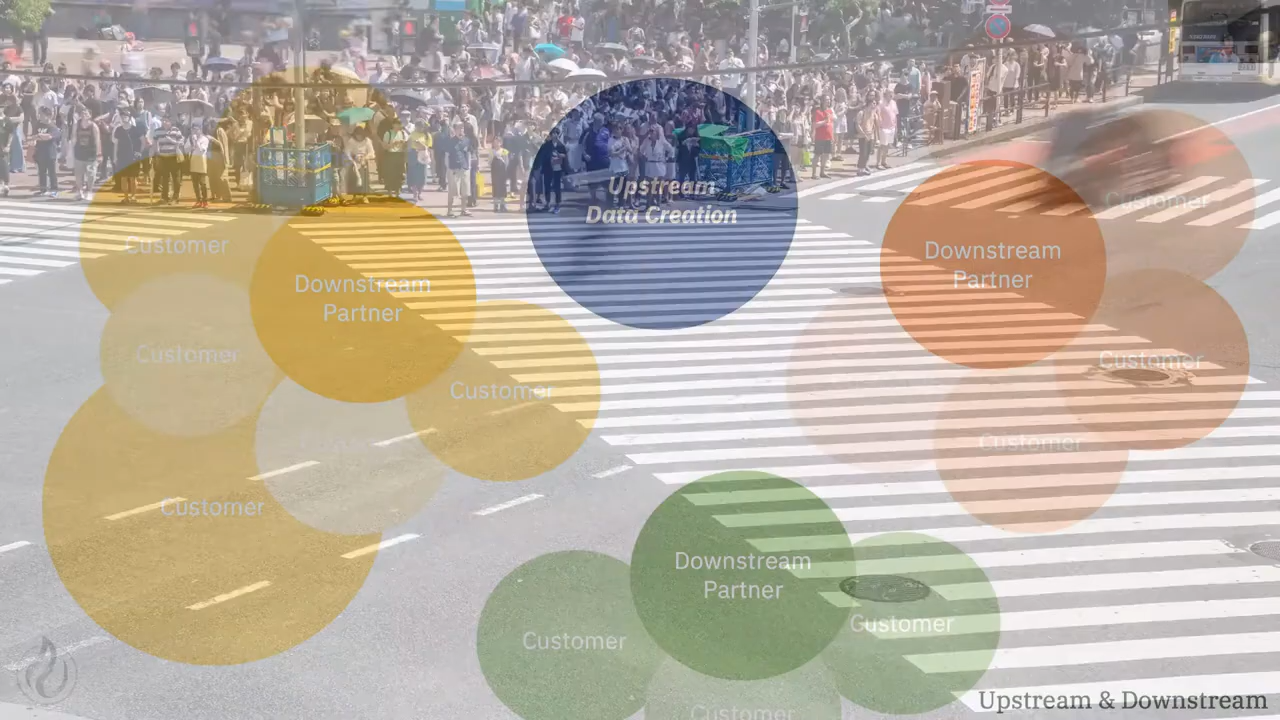 Upstream
Data Creation
Customer
Customer
Downstream
Partner
Customer
Downstream
Partner
Customer
Customer
Customer
Customer
Customer
Downstream
Partner
Customer
Customer
Customer
Upstream & Downstream